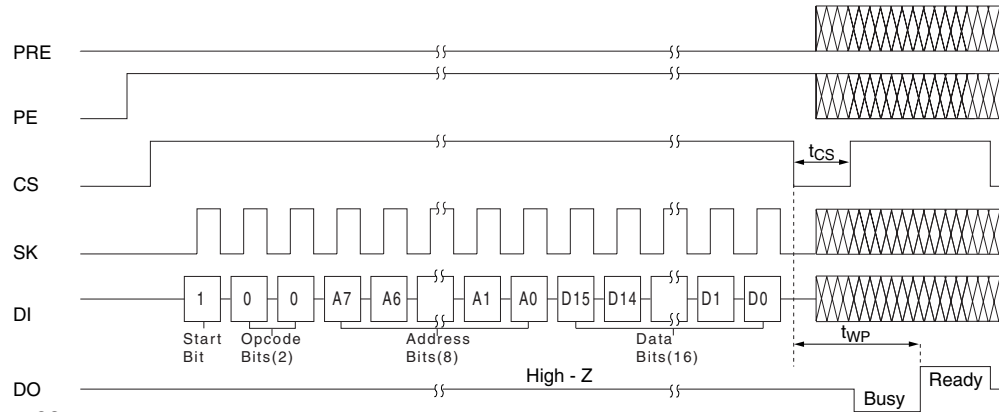 PRE
PE
CS
tCS
SK
DI
1 0 0 A7 A6 A1 A0 D15 D14 D1 D0
Start Bit
Opcode Bits(2)
Address Bits(8)
Data Bits(16)
tWP
High - Z
DO
Busy
Ready